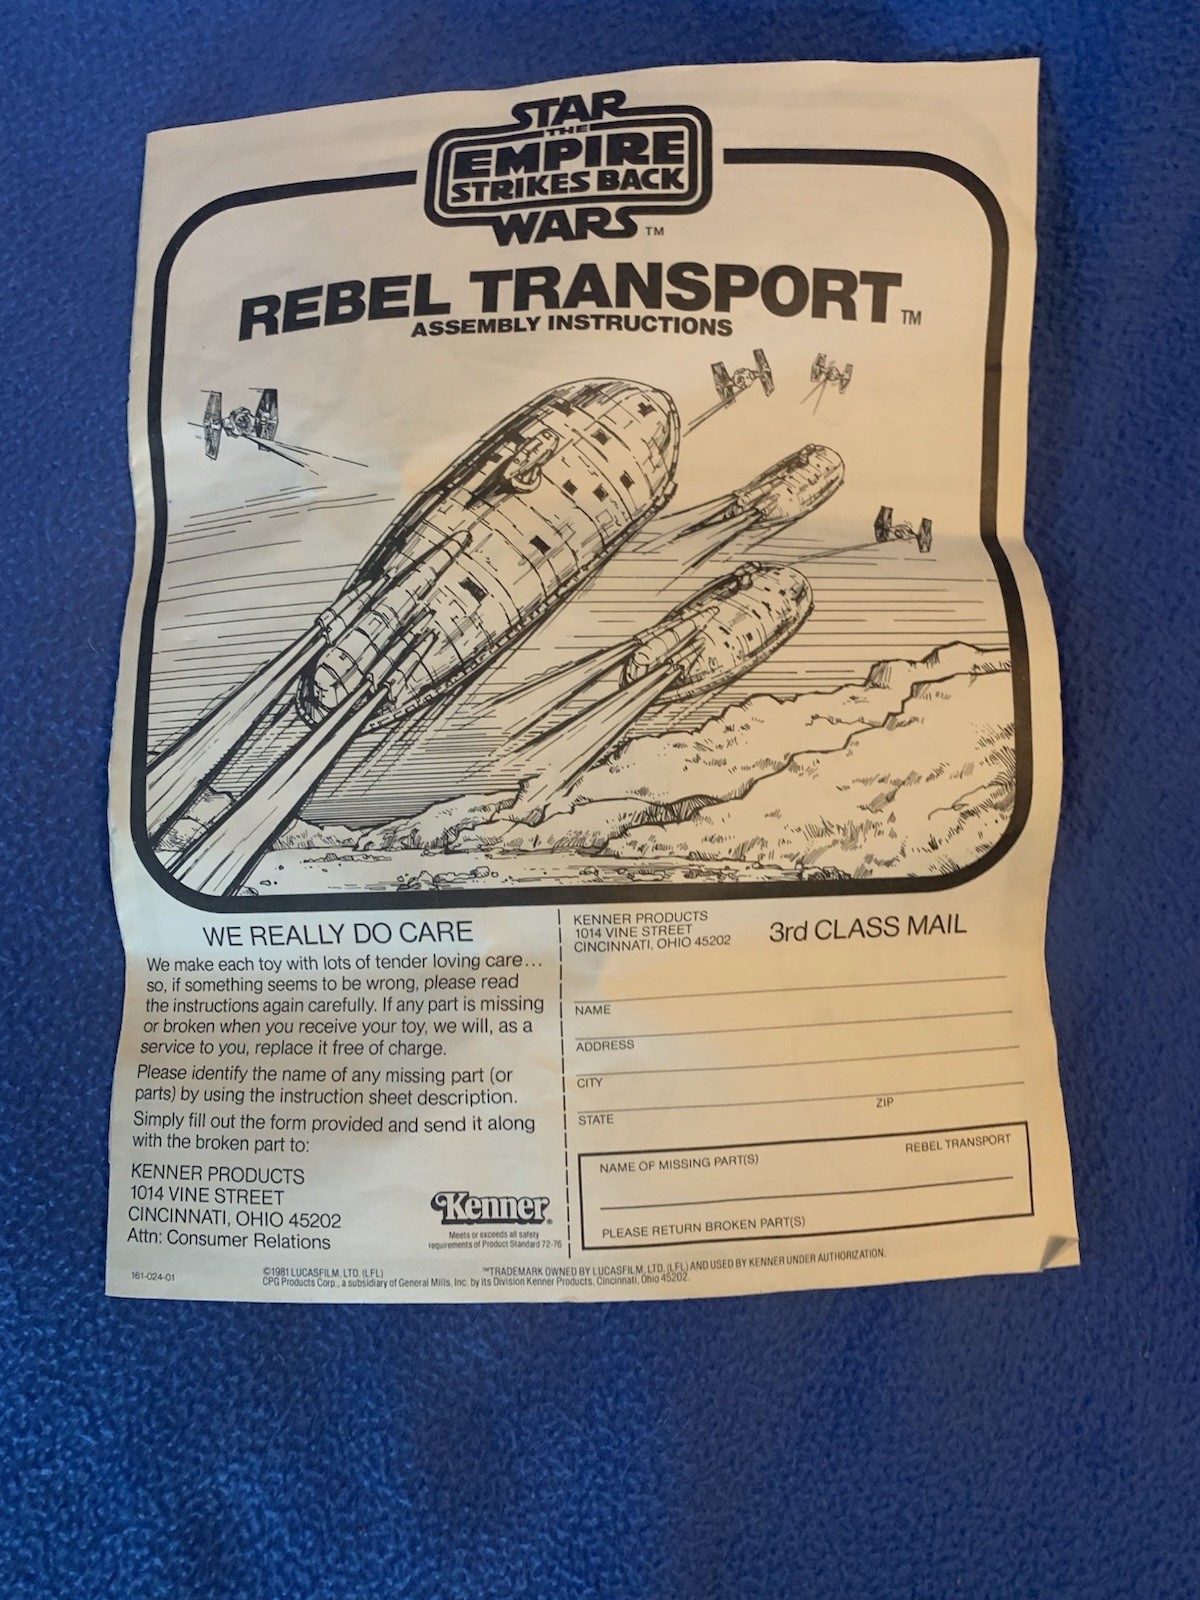 STAR
THE
EMPIRE
STRIKES BACK
WARS TM
REBEL TRANSPORT TM
ASSEMBLY INSTRUCTIONS
WE REALLY DO CARE
We make each toy with lots of tender loving care...
so, if something seems to be wrong, please read
the instructions again carefully. If any part is missing
or broken when you receive your toy, we will, as a
service to you, replace it free of charge.
Please identify the name of any missing part (or
parts) by using the instruction sheet description.
Simply fill out the form provided and send it along
with the broken part to:
KENNER PRODUCTS
1014 VINE STREET
CINCINNATI, OHIO 45202
Attn: Consumer Relations
Kenner®
Meets or exceeds all safety
requirements of Product Standard 72-76
KENNER PRODUCTS
1014 VINE STREET
CINCINNATI, OHIO 45202
3rd CLASS MAIL
NAME
ADDRESS
CITY
STATE ZIP
REBEL TRANSPORT
NAME OF MISSING PART(S)
PLEASE RETURN BROKEN PART(S)
161-024-01
©1981 LUCASFILM, LTD. (LFL) ™TRADEMARK OWNED BY LUCASFILM, LTD. (LFL) AND USED BY KENNER UNDER AUTHORIZATION.
CPG Products Corp., a subsidiary of General Mills, Inc. by its Division Kenner Products, Cincinnati, Ohio 45202.